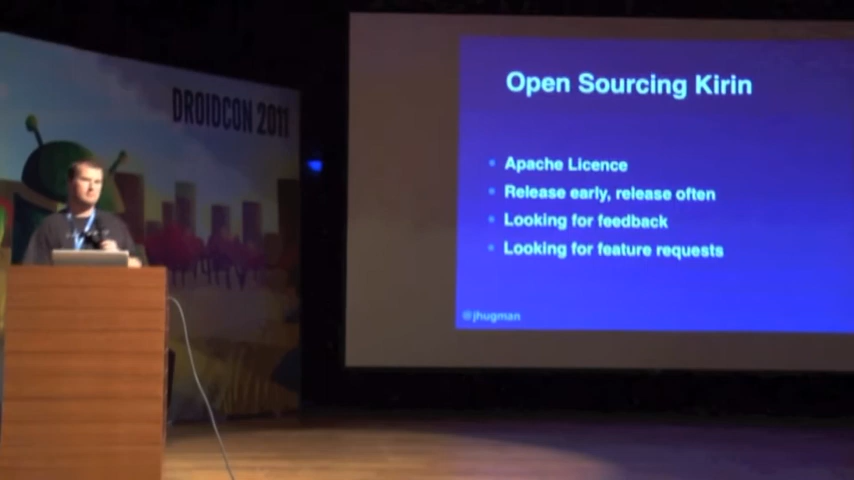 DROIDCON 2011
Open Sourcing Kirin
Apache Licence
Release early, release often
Looking for feedback
Looking for feature requests
@jhugman